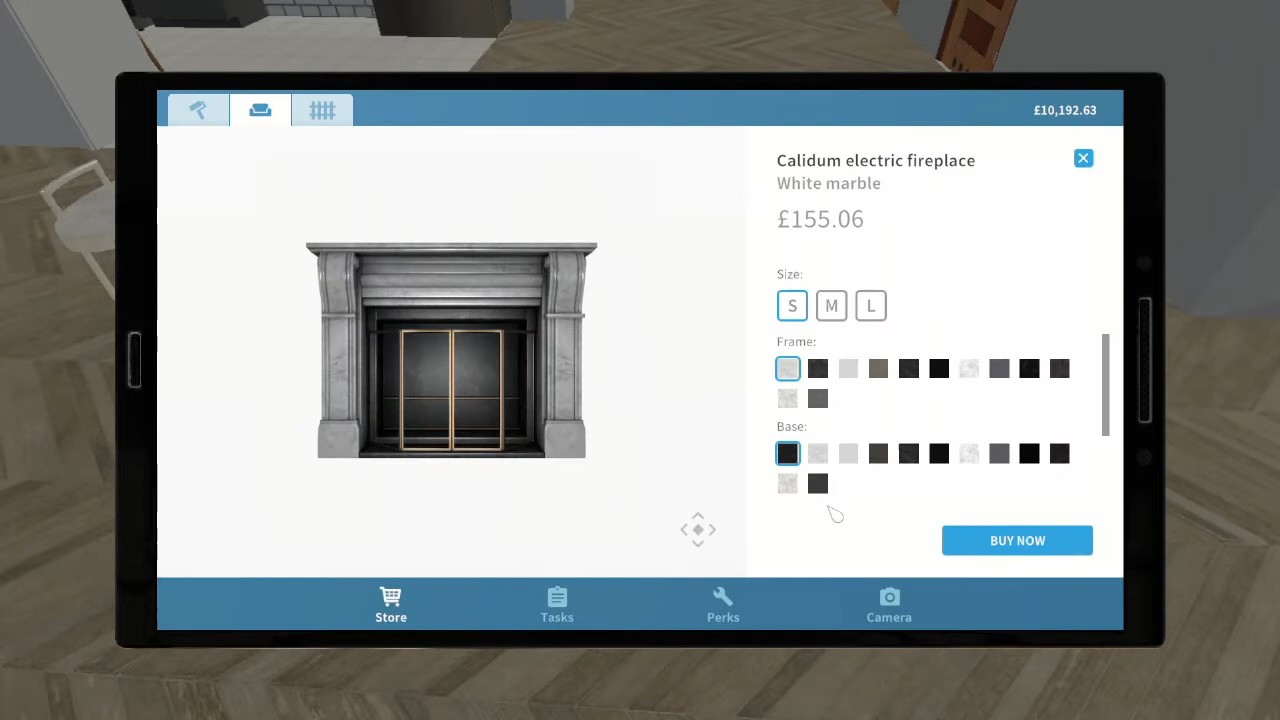 £10,192.63
Calidum electric fireplace
White marble
£155.06
Size:
S M L
Frame:
Base:
BUY NOW
Store Tasks Perks Camera